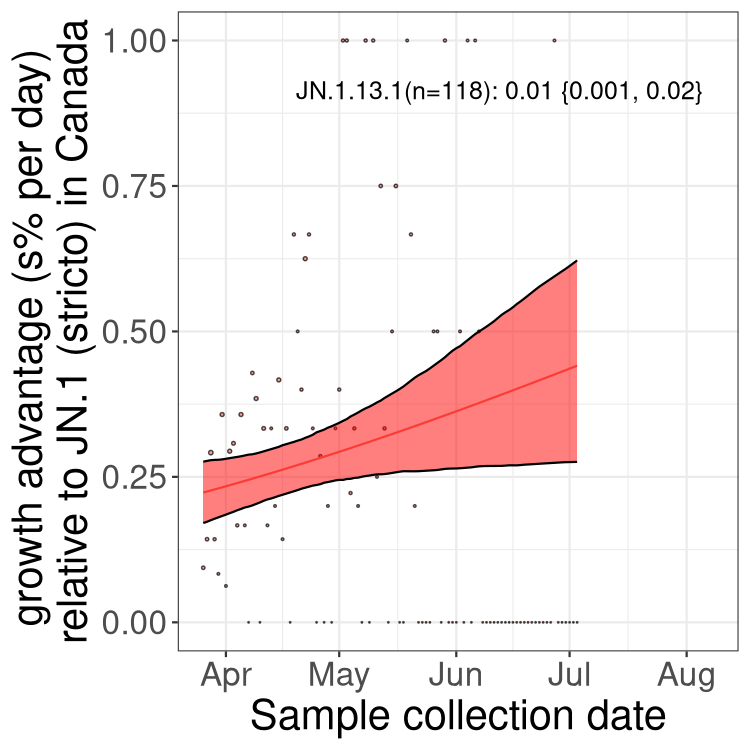 growth advantage (s% per day)
relative to JN.1 (stricto) in Canada
1.00
0.75
0.50
0.25
0.00
JN.1.13.1(n=118): 0.01 {0.001, 0.02}
Apr May Jun Jul Aug
Sample collection date